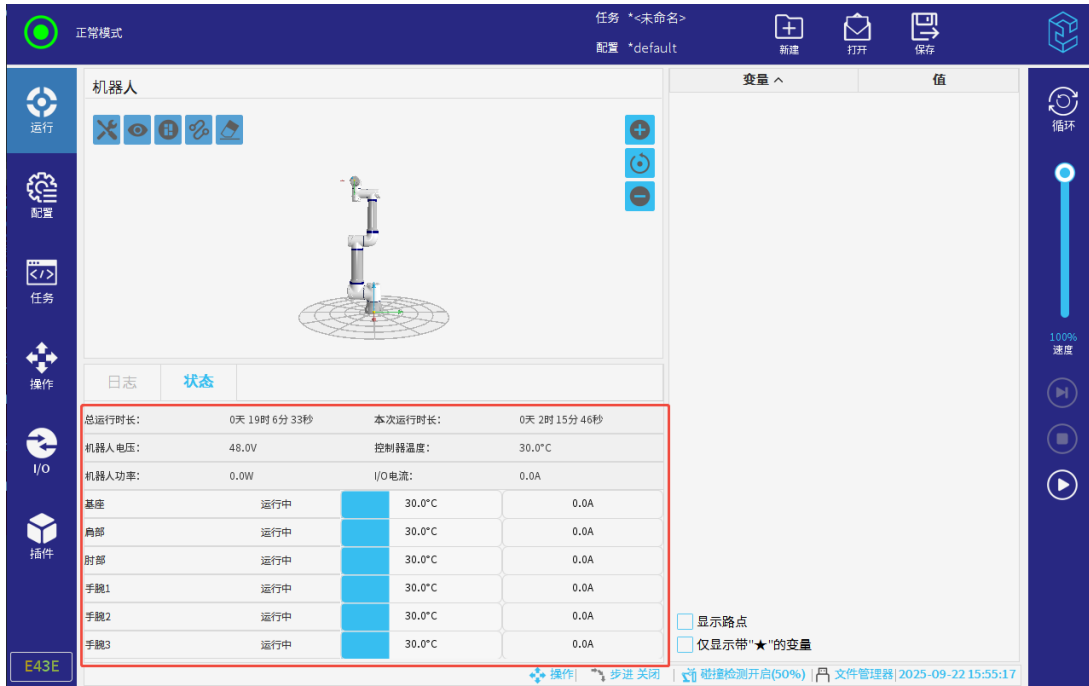 正常模式
任务 *<未命名>
配置 *default
新建
打开
保存
运行
配置
任务
操作
I/O
插件
E43E
机器人
日志 状态
总运行时长: 0天 19时 6分 33秒 本次运行时长: 0天 2时 15分 46秒
机器人电压: 48.0V 控制器温度: 30.0°C
机器人功率: 0.0W I/O电流: 0.0A
基座 运行中 30.0°C 0.0A
肩部 运行中 30.0°C 0.0A
肘部 运行中 30.0°C 0.0A
手腕1 运行中 30.0°C 0.0A
手腕2 运行中 30.0°C 0.0A
手腕3 运行中 30.0°C 0.0A
变量 值
显示路点
仅显示带"★"的变量
循环
100%
速度
操作 步进 关闭 碰撞检测开启(50%) 文件管理器 2025-09-22 15:55:17